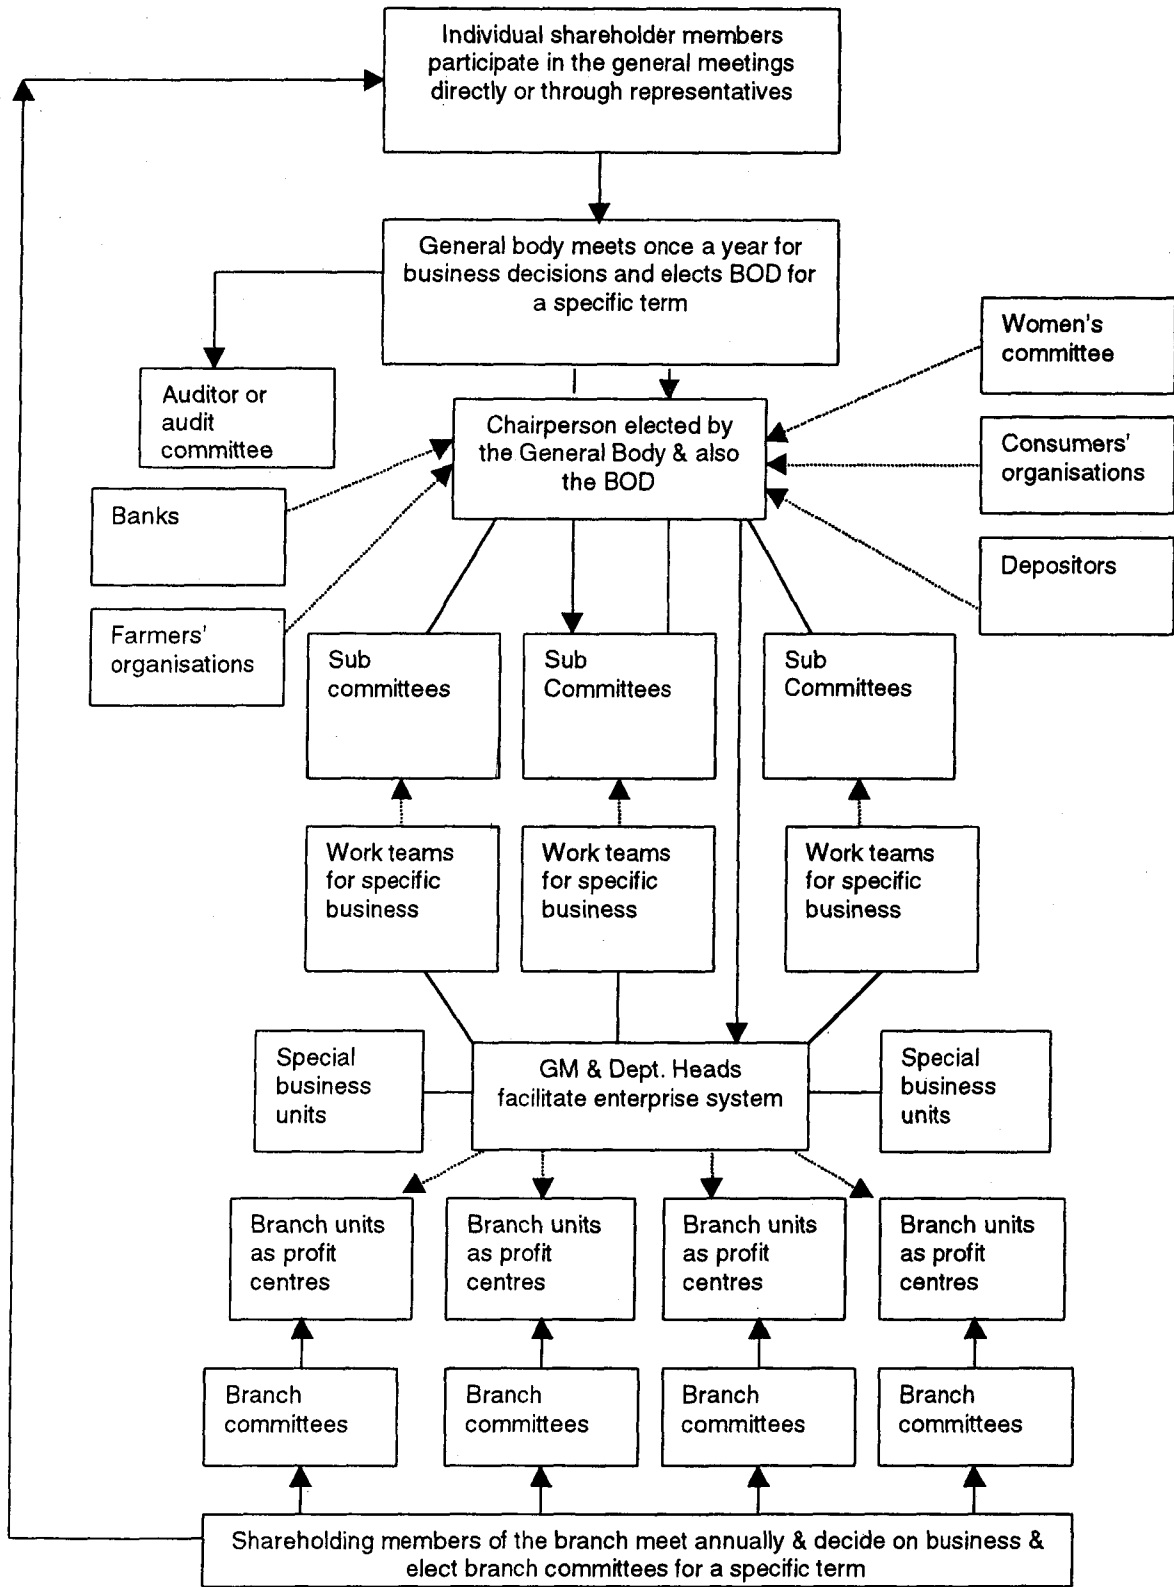 Individual shareholder members
participate in the general meetings
directly or through representatives
General body meets once a year for
business decisions and elects BOD for
a specific term
Women's
committee
Auditor or
audit
committee
Chairperson elected by
the General Body & also
the BOD
Consumers'
organisations
Banks
Depositors
Farmers'
organisations
Sub
committees
Sub
Committees
Sub
Committees
Work teams
for specific
business
Work teams
for specific
business
Work teams
for specific
business
Special
business
units
GM & Dept. Heads
facilitate enterprise system
Special
business
units
Branch units
as profit
centres
Branch units
as profit
centres
Branch units
as profit
centres
Branch units
as profit
centres
Branch
committees
Branch
committees
Branch
committees
Branch
committees
Shareholding members of the branch meet annually & decide on business &
elect branch committees for a specific term